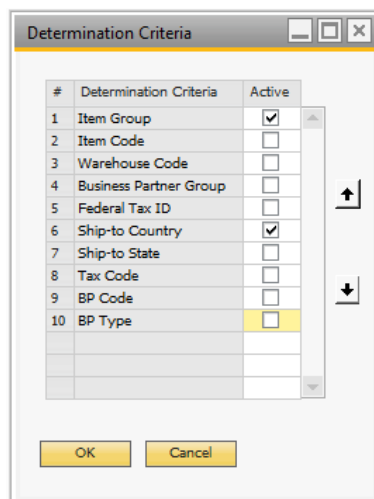 Determination Criteria
# Determination Criteria Active
1 Item Group
2 Item Code
3 Warehouse Code
4 Business Partner Group
5 Federal Tax ID
6 Ship-to Country
7 Ship-to State
8 Tax Code
9 BP Code
10 BP Type
OK Cancel